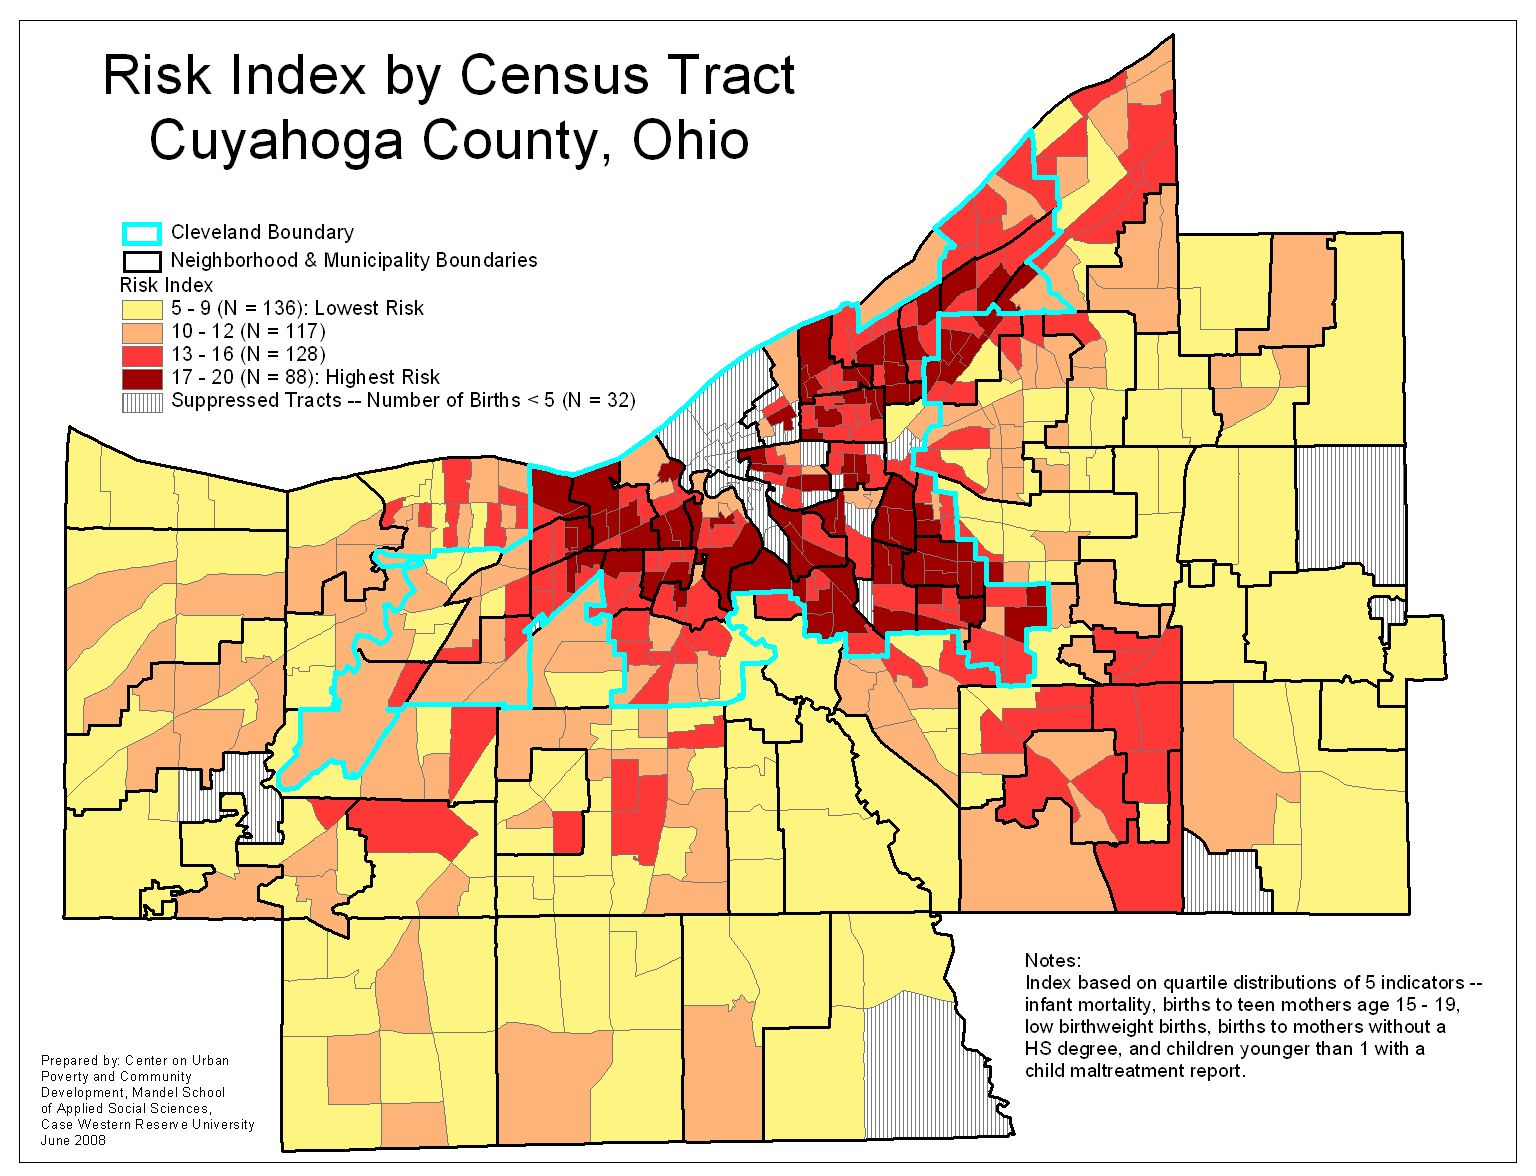 Risk Index by Census Tract
Cuyahoga County, Ohio
Cleveland Boundary
Neighborhood & Municipality Boundaries
Risk Index
5 - 9 (N = 136): Lowest Risk
10 - 12 (N = 117)
13 - 16 (N = 128)
17 - 20 (N = 88): Highest Risk
Suppressed Tracts -- Number of Births < 5 (N = 32)
Notes:
Index based on quartile distributions of 5 indicators --
infant mortality, births to teen mothers age 15 - 19,
low birthweight births, births to mothers without a
HS degree, and children younger than 1 with a
child maltreatment report.
Prepared by: Center on Urban
Poverty and Community
Development, Mandel School
of Applied Social Sciences,
Case Western Reserve University
June 2008